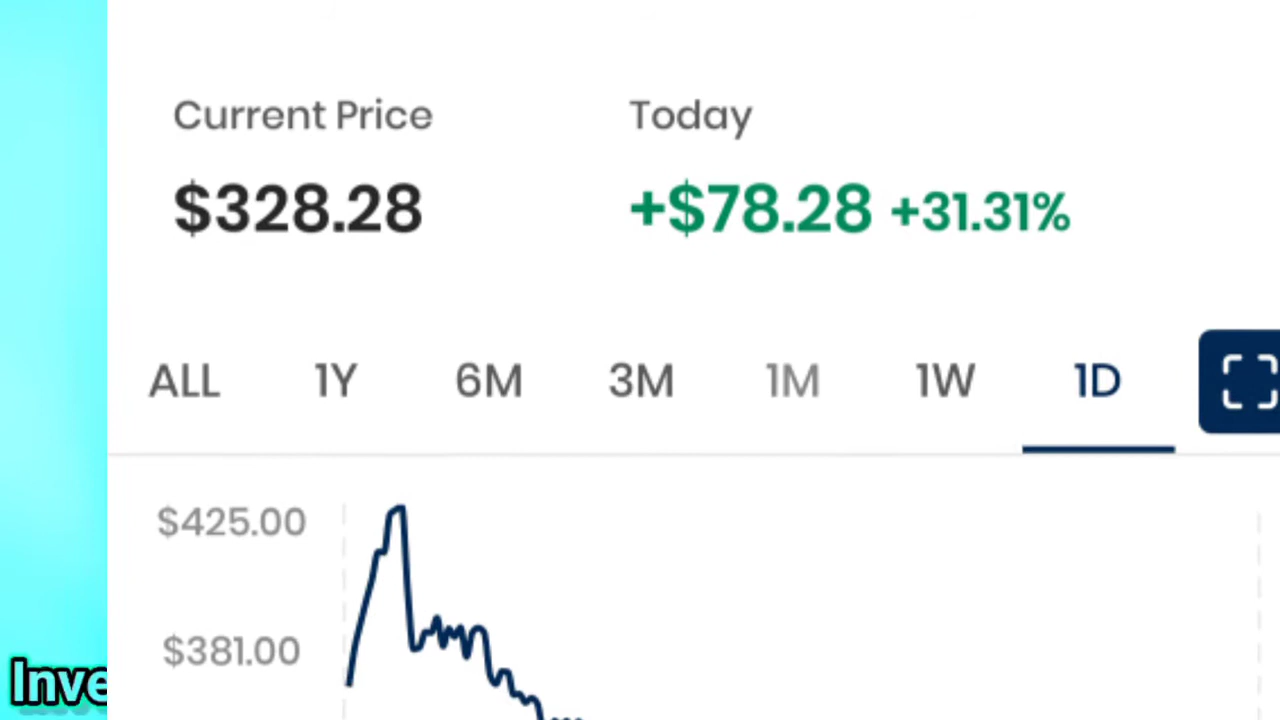 Current Price Today
$328.28 +$78.28 +31.31%
ALL 1Y 6M 3M 1M 1W 1D
$425.00
$381.00
Inve